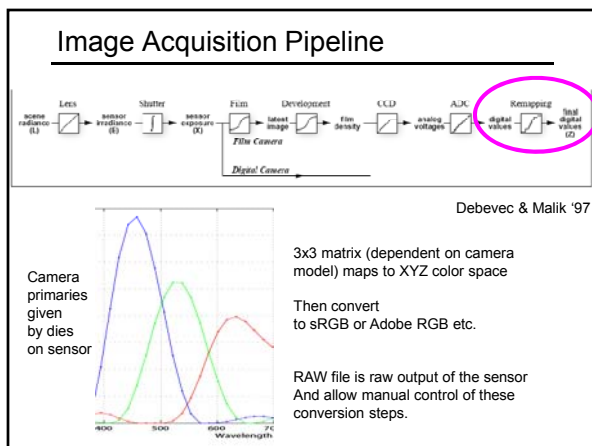 Image Acquisition Pipeline
Lens Shutter Film Development CCD ADC Remapping
scene radiance (L)
sensor irradiance (E)
sensor exposure (X)
latent image
film density
analog voltages
digital values
final digital values (Z)
Film Camera
Digital Camera
Debevec & Malik ‘97
Camera
primaries
given
by dies
on sensor
400 500 600 70
Wavelength
3x3 matrix (dependent on camera
model) maps to XYZ color space
Then convert
to sRGB or Adobe RGB etc.
RAW file is raw output of the sensor
And allow manual control of these
conversion steps.